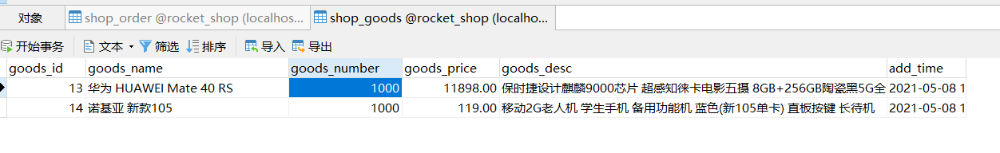 对象 shop_order @rocket_shop (localhos... shop_goods @rocket_shop (localhos...
开始事务 文本 筛选 排序 导入 导出
goods_id goods_name goods_number goods_price goods_desc add_time
13 华为 HUAWEI Mate 40 RS 1000 11898.00 保时捷设计麒麟9000芯片 超感知徕卡电影五摄 8GB+256GB陶瓷黑5G全 2021-05-08 1
14 诺基亚 新款105 1000 119.00 移动2G老人机 学生手机 备用功能机 蓝色(新105单卡) 直板按键 长待机 2021-05-08 1